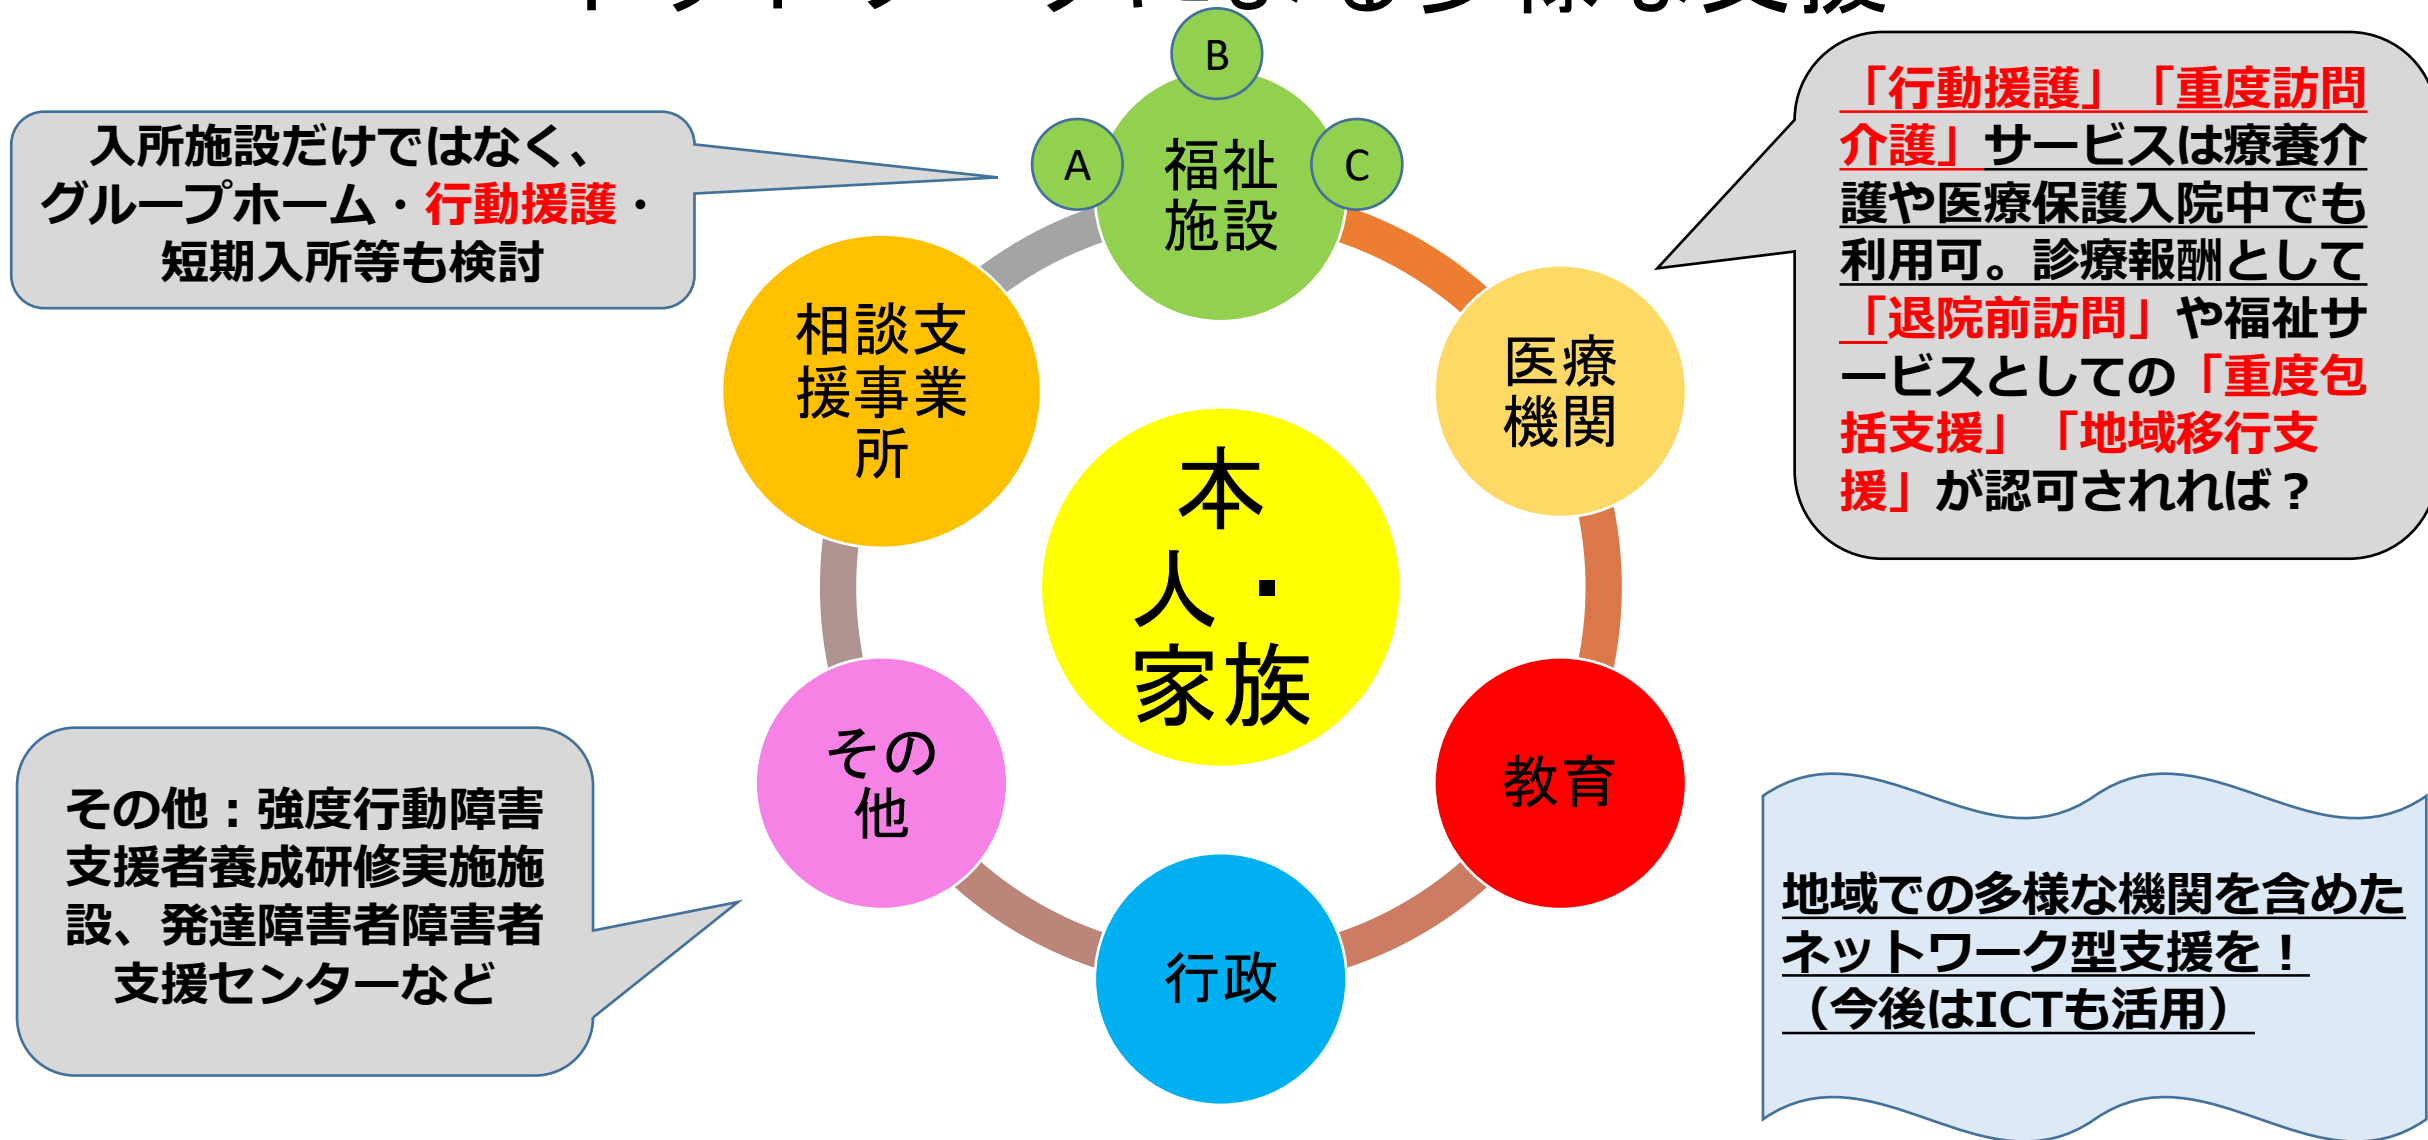 B
A
C
福祉
施設
入所施設だけではなく、
グループホーム・行動援護・
短期入所等も検討
「行動援護」「重度訪問
介護」サービスは療養介
護や医療保護入院中でも
利用可。診療報酬として
「退院前訪問」や福祉サ
ービスとしての「重度包
括支援」「地域移行支
援」が認可されれば？
相談支
援事業
所
医療
機関
本
人・
家族
その
他
教育
行政
その他：強度行動障害
支援者養成研修実施施
設、発達障害者障害者
支援センターなど
地域での多様な機関を含めた
ネットワーク型支援を！
（今後はICTも活用）